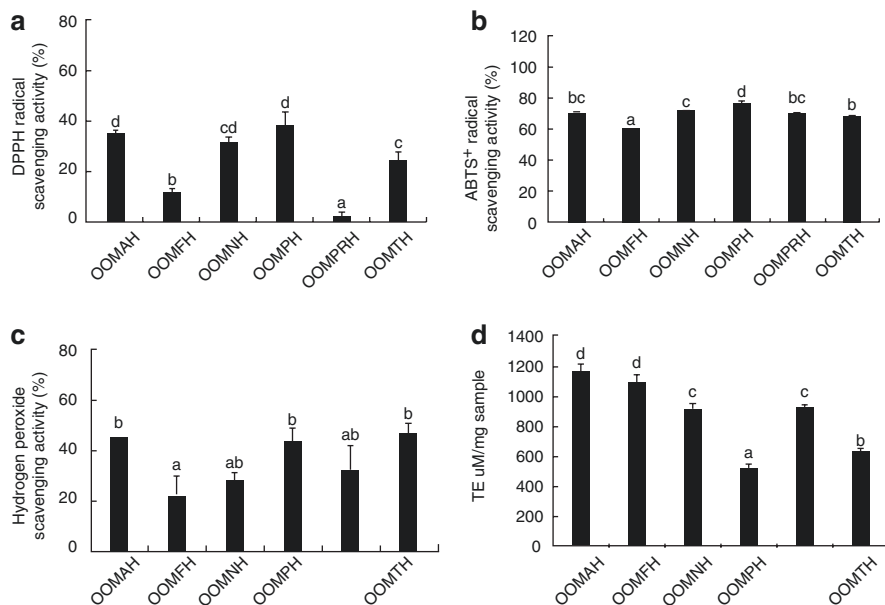 a
DPPH radical
scavenging activity (%)
80
60
40
20
0
d
b
cd
d
a
c
OOMAH
OOMFH
OOMNH
OOMPH
OOMPRH
OOMTH
b
ABTS+ radical
scavenging activity (%)
120
100
80
60
40
20
0
bc
a
c
d
bc
b
OOMAH
OOMFH
OOMNH
OOMPH
OOMPRH
OOMTH
c
Hydrogen peroxide
scavenging activity (%)
80
60
40
20
0
b
a
ab
b
ab
b
OOMAH
OOMFH
OOMNH
OOMPH
OOMTH
d
TE uM/mg sample
1400
1200
1000
800
600
400
200
0
d
d
c
a
c
b
OOMAH
OOMFH
OOMNH
OOMPH
OOMTH